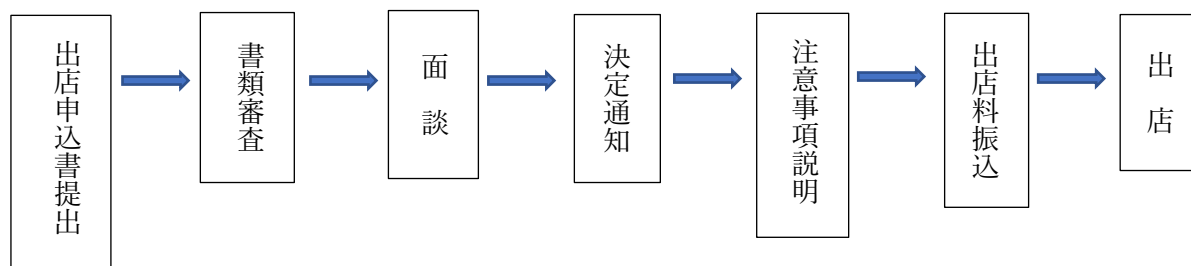 出店申込書提出
書類審査
面談
決定通知
注意事項説明
出店料振込
出店